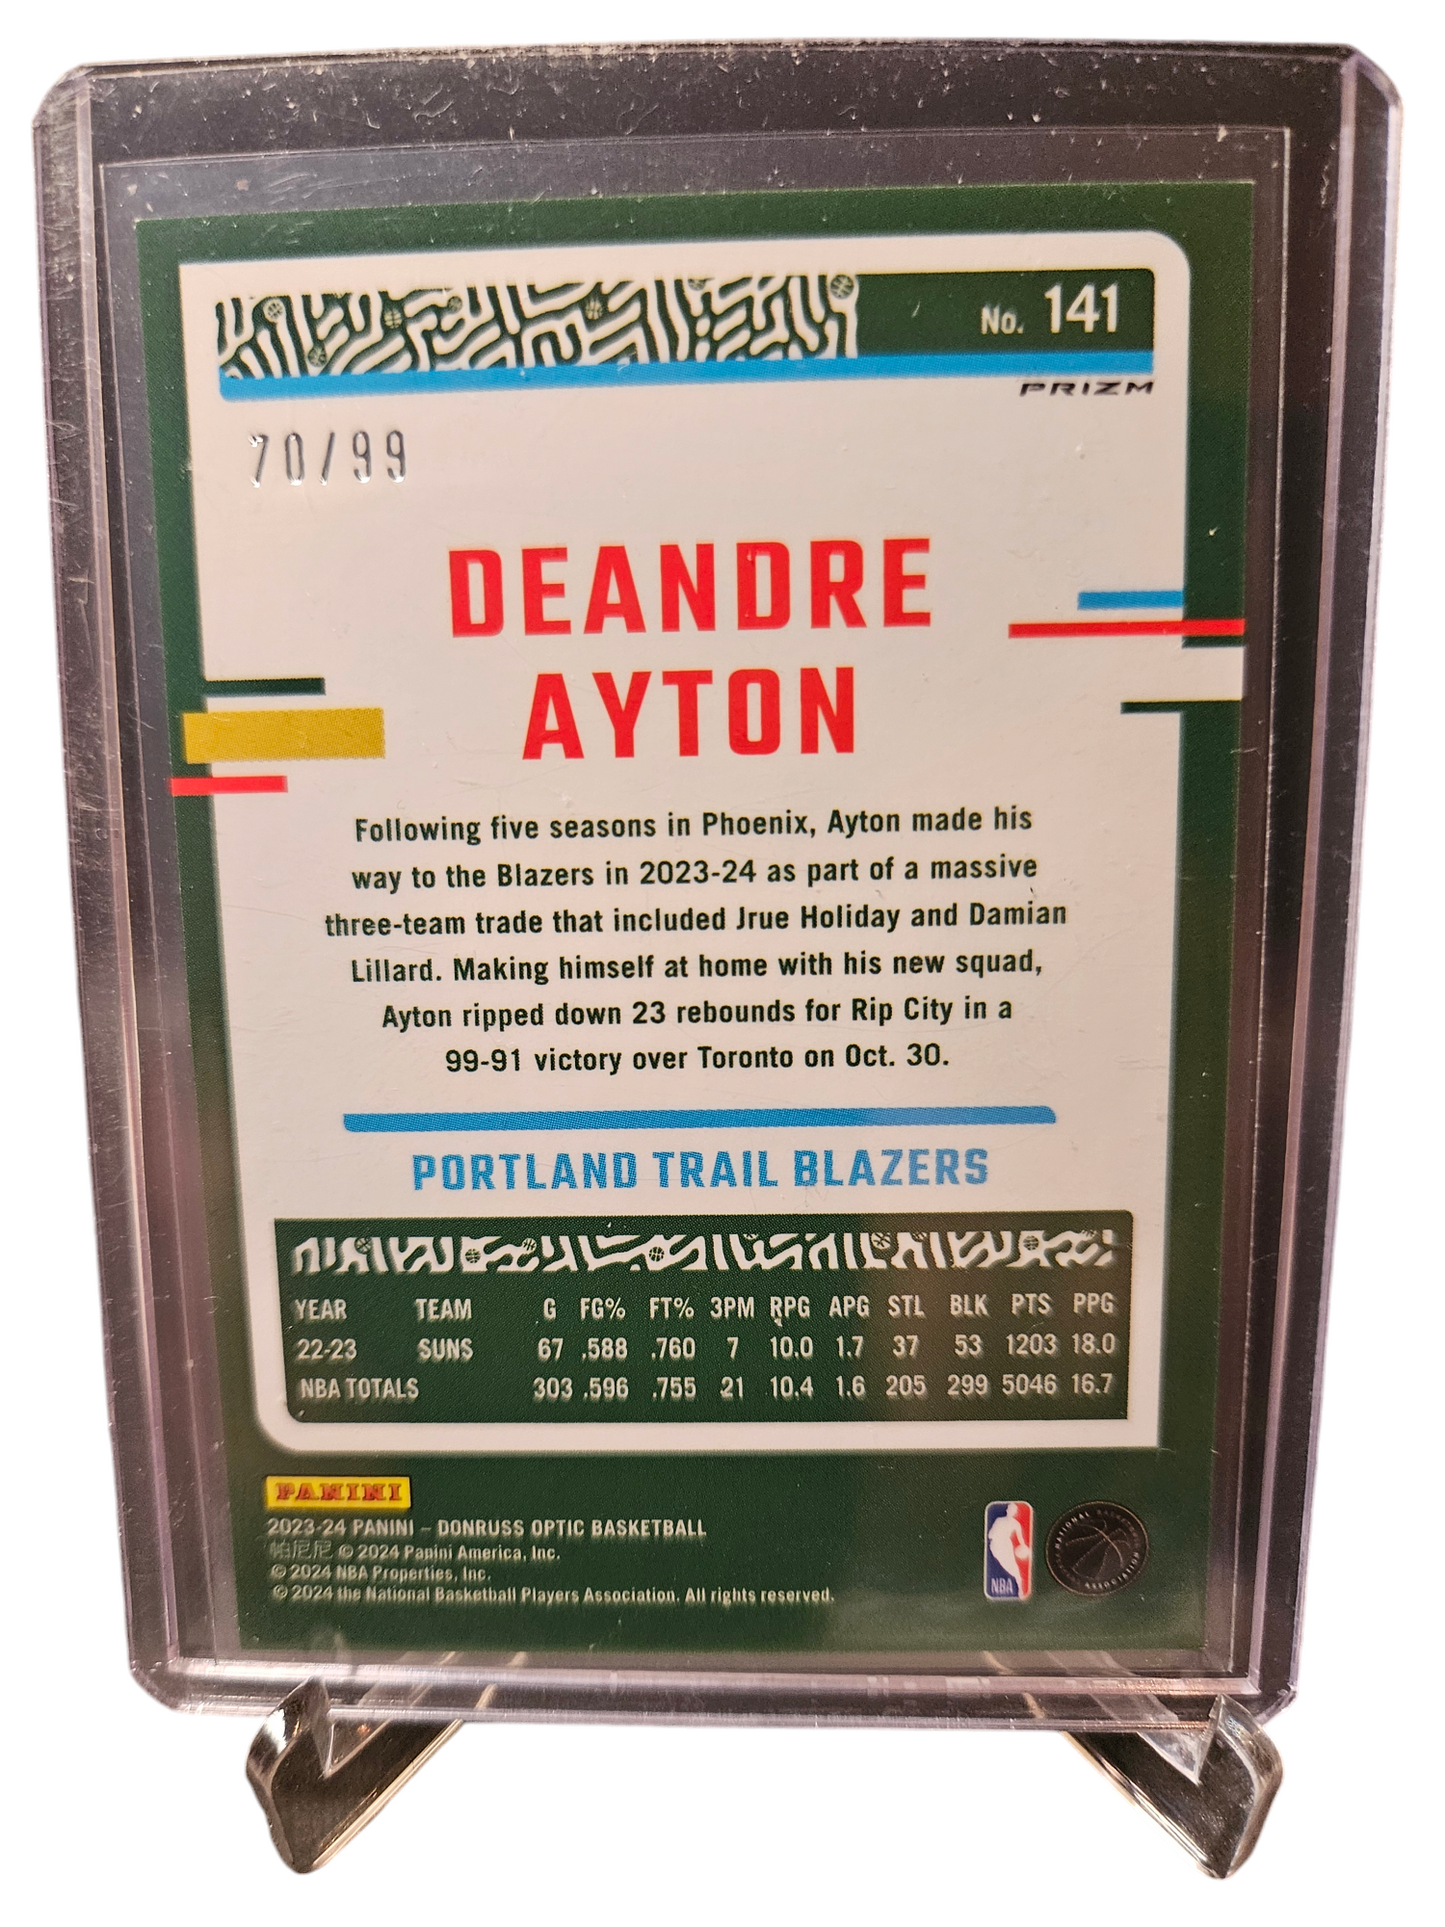 No. 141
PRIZM
70/99
DEANDRE
AYTON
Following five seasons in Phoenix, Ayton made his
way to the Blazers in 2023-24 as part of a massive
three-team trade that included Jrue Holiday and Damian
Lillard. Making himself at home with his new squad,
Ayton ripped down 23 rebounds for Rip City in a
99-91 victory over Toronto on Oct. 30.
PORTLAND TRAIL BLAZERS
YEAR TEAM G FG% FT% 3PM RPG APG STL BLK PTS PPG
22-23 SUNS 67 .588 .760 7 10.0 1.7 37 53 1203 18.0
NBA TOTALS 303 .596 .755 21 10.4 1.6 205 299 5046 16.7
PANINI
2023-24 PANINI – DONRUSS OPTIC BASKETBALL
帕尼尼 © 2024 Panini America, Inc.
© 2024 NBA Properties, Inc.
© 2024 the National Basketball Players Association. All rights reserved.
NBA
NATIONAL BASKETBALL PLAYERS ASSOCIATION